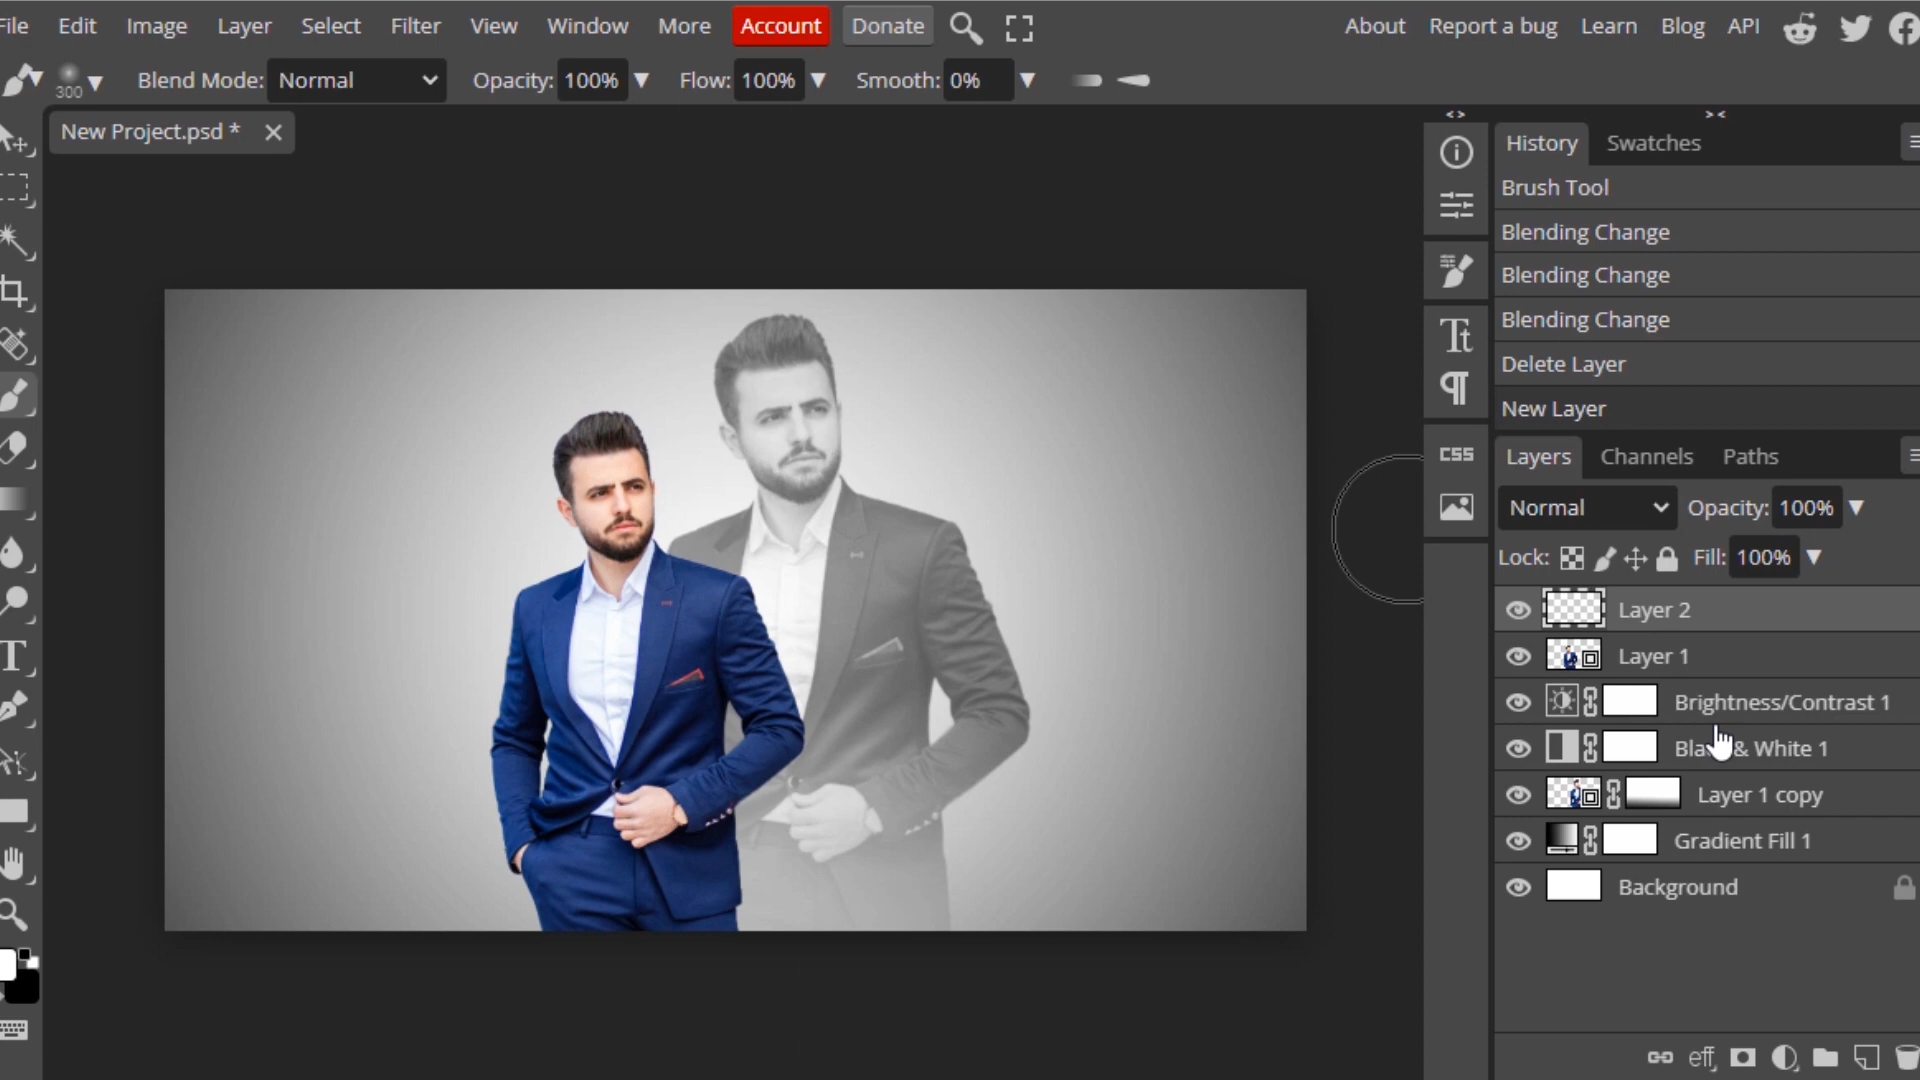 File Edit Image Layer Select Filter View Window More Account Donate About Report a bug Learn Blog API
300 Blend Mode: Normal Opacity: 100% Flow: 100% Smooth: 0%
New Project.psd *
< >
> <
History Swatches
Brush Tool
Blending Change
Blending Change
Blending Change
Delete Layer
New Layer
CSS
Layers Channels Paths
Normal Opacity: 100%
Lock: Fill: 100%
Layer 2
Layer 1
Brightness/Contrast 1
Black & White 1
Layer 1 copy
Gradient Fill 1
Background
eff